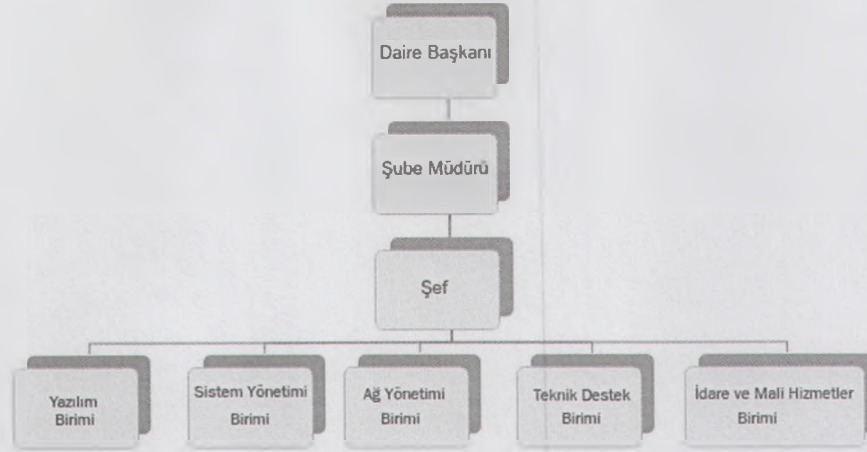 Daire Başkanı
Şube Müdürü
Şef
Yazılım
Birimi
Sistem Yönetimi
Birimi
Ağ Yönetimi
Birimi
Teknik Destek
Birimi
İdare ve Mali Hizmetler
Birimi